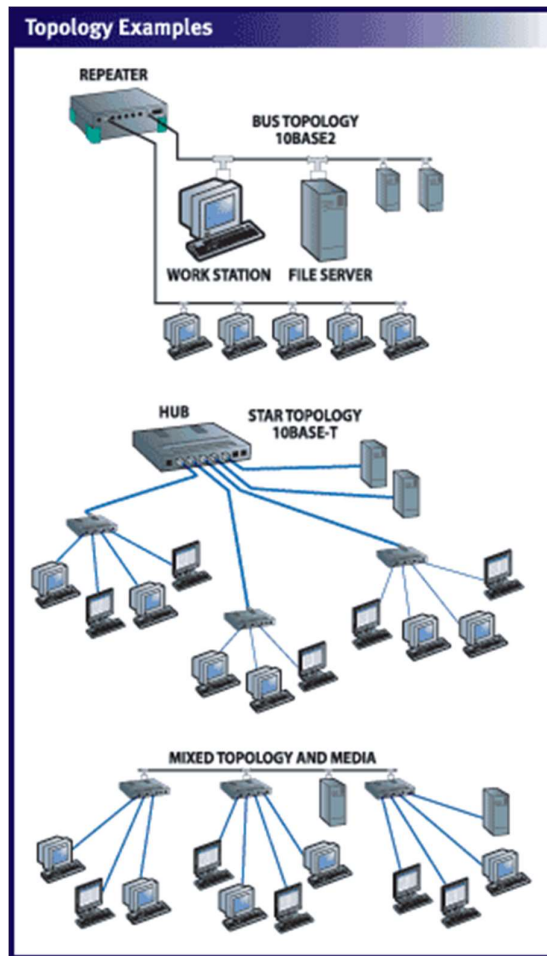 Topology Examples
REPEATER
BUS TOPOLOGY
10BASE2
WORK STATION
FILE SERVER
HUB
STAR TOPOLOGY
10BASE-T
MIXED TOPOLOGY AND MEDIA